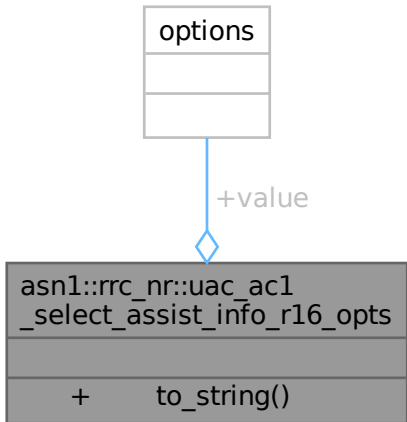 options
+value
asn1::rrc_nr::uac_ac1
_select_assist_info_r16_opts
+ to_string()